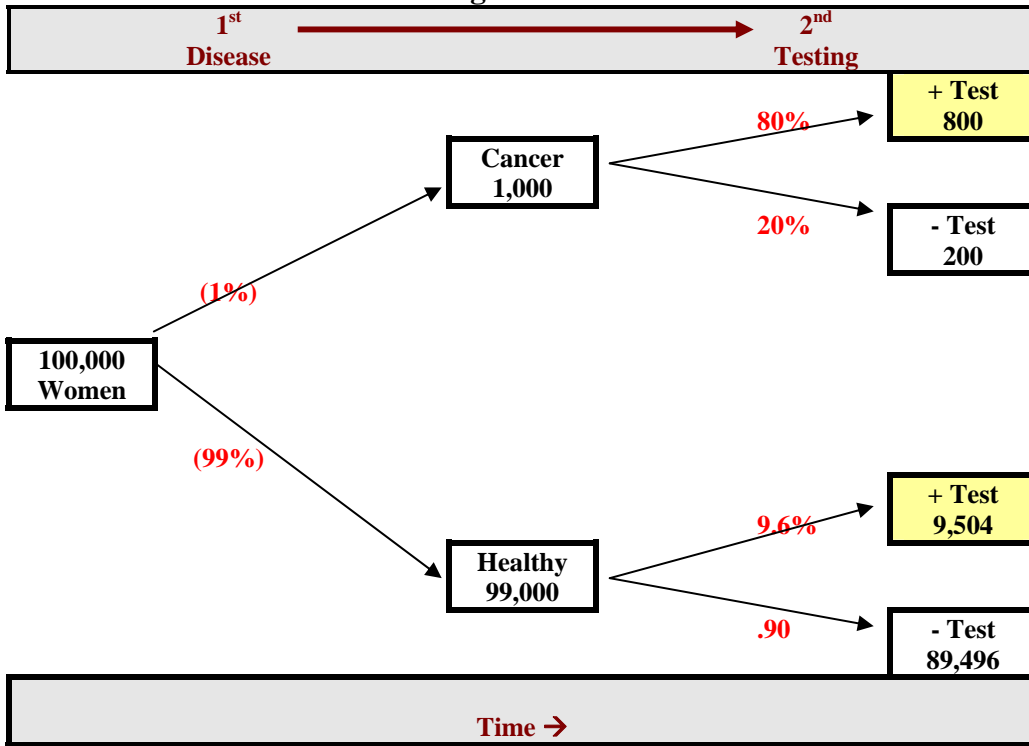 1st
2nd
Disease
Testing
+ Test
800
80%
Cancer
1,000
20%
- Test
200
(1%)
100,000
Women
(99%)
+ Test
9,504
9.6%
Healthy
99,000
.90
- Test
89,496
Time →